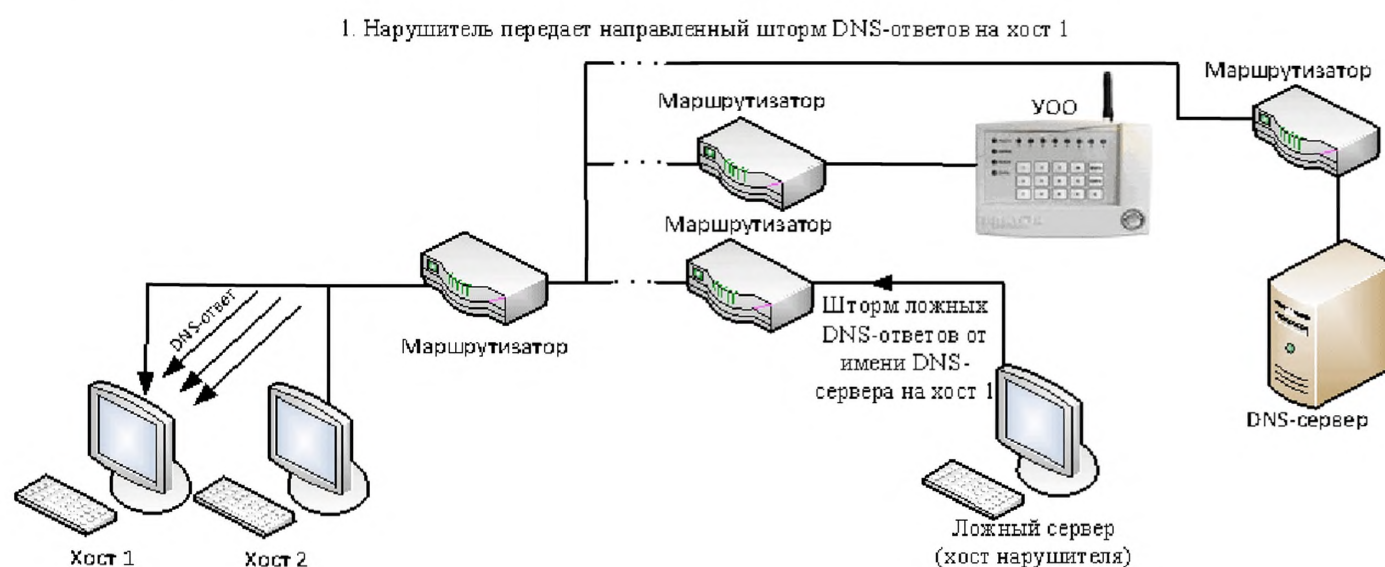 1. Нарушитель передает направленный шторм DNS-ответов на хост 1
Маршрутизатор
Маршрутизатор
УОО
Маршрутизатор
DNS-ответ
Маршрутизатор
Шторм ложных
DNS-ответов от
имени DNS-
сервера на хост 1
DNS-сервер
Ложный сервер
(хост нарушителя)
Хост 1
Хост 2